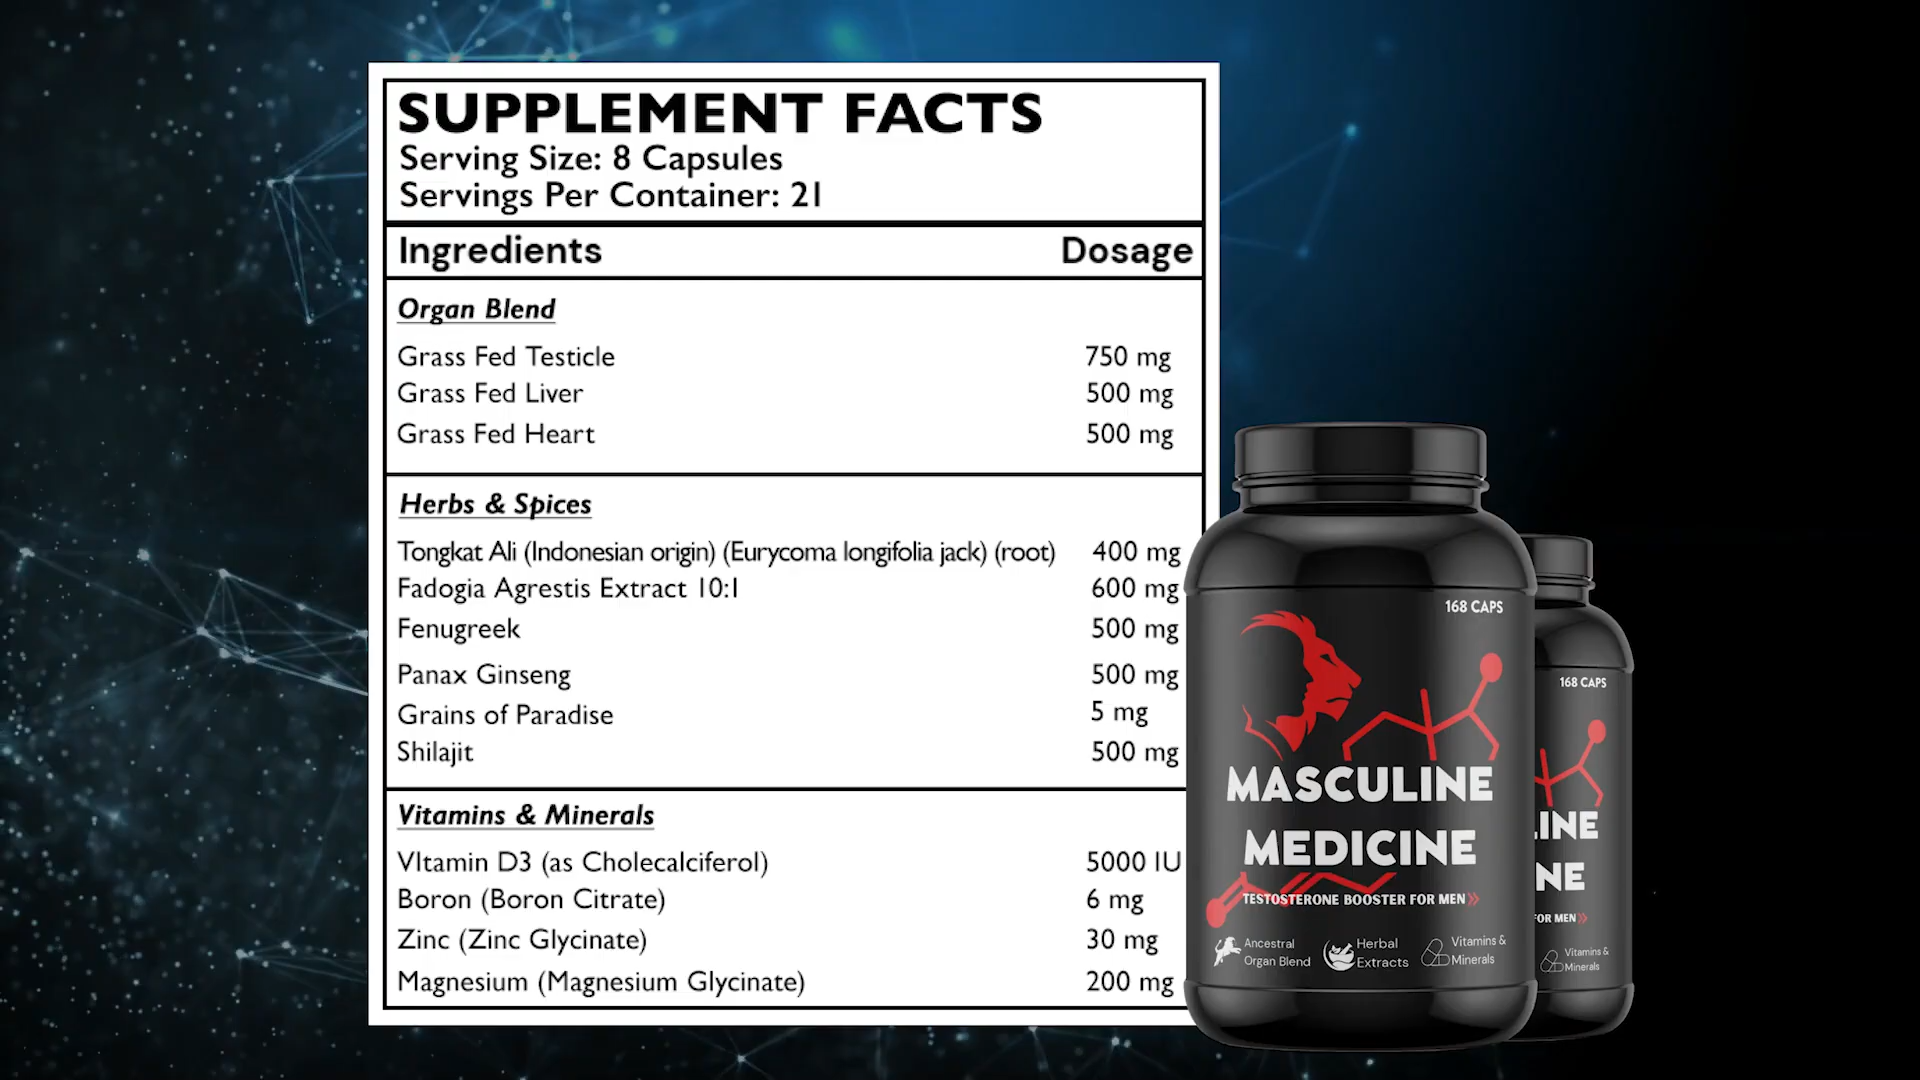 SUPPLEMENT FACTS
Serving Size: 8 Capsules
Servings Per Container: 21
Ingredients Dosage
Organ Blend
Grass Fed Testicle 750 mg
Grass Fed Liver 500 mg
Grass Fed Heart 500 mg
Herbs & Spices
Tongkat Ali (Indonesian origin) (Eurycoma longifolia jack) (root) 400 mg
Fadogia Agrestis Extract 10:1 600 mg
Fenugreek 500 mg
Panax Ginseng 500 mg
Grains of Paradise 5 mg
Shilajit 500 mg
Vitamins & Minerals
VItamin D3 (as Cholecalciferol) 5000 IU
Boron (Boron Citrate) 6 mg
Zinc (Zinc Glycinate) 30 mg
Magnesium (Magnesium Glycinate) 200 mg
168 CAPS
MASCULINE
MEDICINE
TESTOSTERONE BOOSTER FOR MEN
Ancestral
Organ Blend
Herbal
Extracts
Vitamins &
Minerals
168 CAPS
LINE
NE
FOR MEN
Vitamins &
Minerals